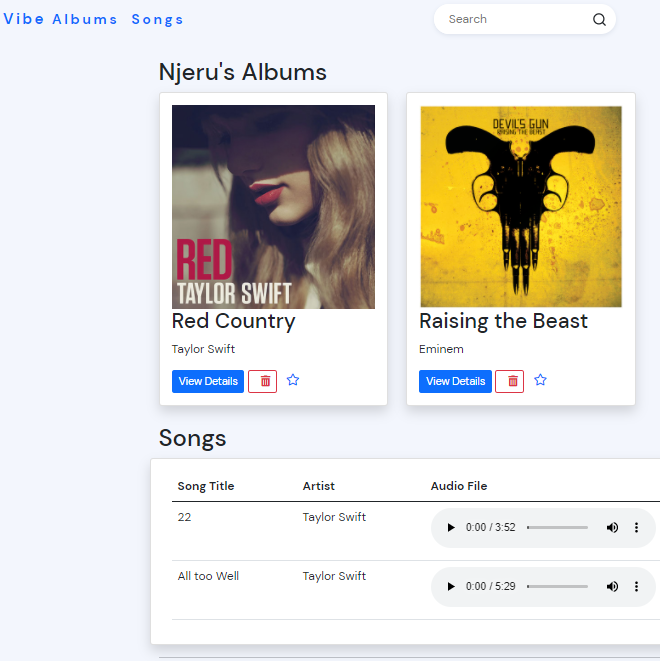 Vibe Albums Songs
Search
Njeru's Albums
RED
TAYLOR SWIFT
DEVIL'S GUN
RAISING THE BEAST
Red Country
Raising the Beast
Taylor Swift
Eminem
View Details
View Details
Songs
Song Title Artist Audio File
22 Taylor Swift 0:00 / 3:52
All too Well Taylor Swift 0:00 / 5:29